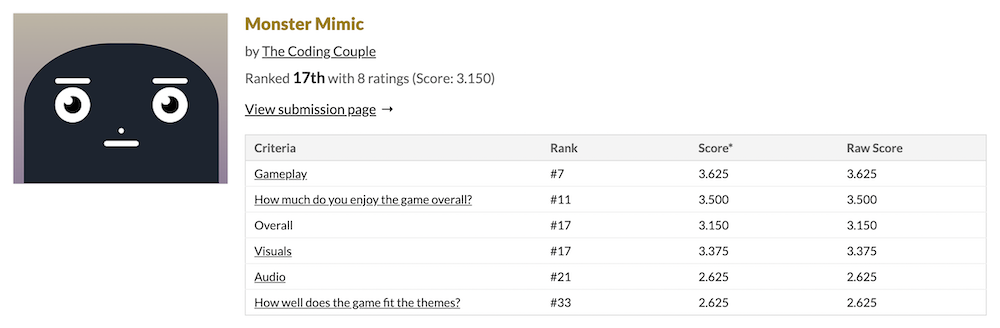 Monster Mimic
by The Coding Couple
Ranked 17th with 8 ratings (Score: 3.150)
View submission page →
Criteria Rank Score* Raw Score
Gameplay #7 3.625 3.625
How much do you enjoy the game overall? #11 3.500 3.500
Overall #17 3.150 3.150
Visuals #17 3.375 3.375
Audio #21 2.625 2.625
How well does the game fit the themes? #33 2.625 2.625